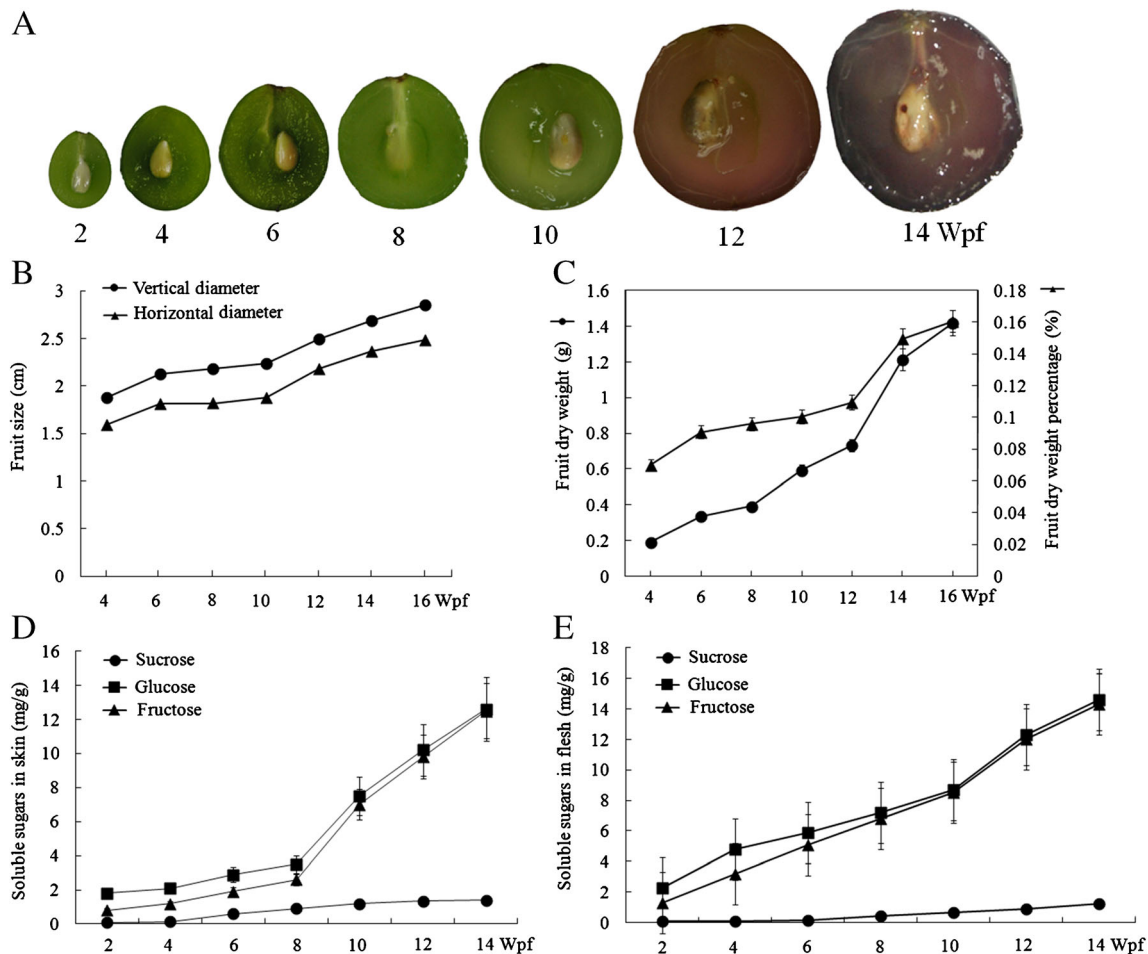 A
2 4 6 8 10 12 14 Wpf
B
3
2.5
2
1.5
1
0.5
0
Fruit size (cm)
Vertical diameter
Horizontal diameter
4 6 8 10 12 14 16 Wpf
C
1.6
1.4
1.2
1
0.8
0.6
0.4
0.2
0
Fruit dry weight (g)
0.18
0.16
0.14
0.12
0.1
0.08
0.06
0.04
0.02
0
Fruit dry weight percentage (%)
4 6 8 10 12 14 16 Wpf
D
16
14
12
10
8
6
4
2
0
Soluble sugars in skin (mg/g)
Sucrose
Glucose
Fructose
2 4 6 8 10 12 14 Wpf
E
18
16
14
12
10
8
6
4
2
0
Soluble sugars in flesh (mg/g)
Sucrose
Glucose
Fructose
2 4 6 8 10 12 14 Wpf